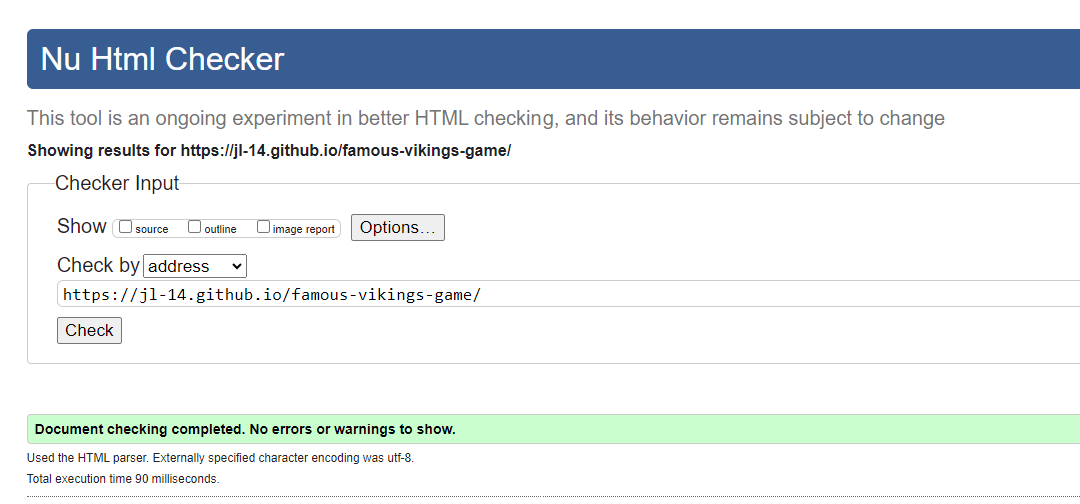 Nu Html Checker
This tool is an ongoing experiment in better HTML checking, and its behavior remains subject to change
Showing results for https://jl-14.github.io/famous-vikings-game/
Checker Input
Show source outline image report Options…
Check by address
https://jl-14.github.io/famous-vikings-game/
Check
Document checking completed. No errors or warnings to show.
Used the HTML parser. Externally specified character encoding was utf-8.
Total execution time 90 milliseconds.